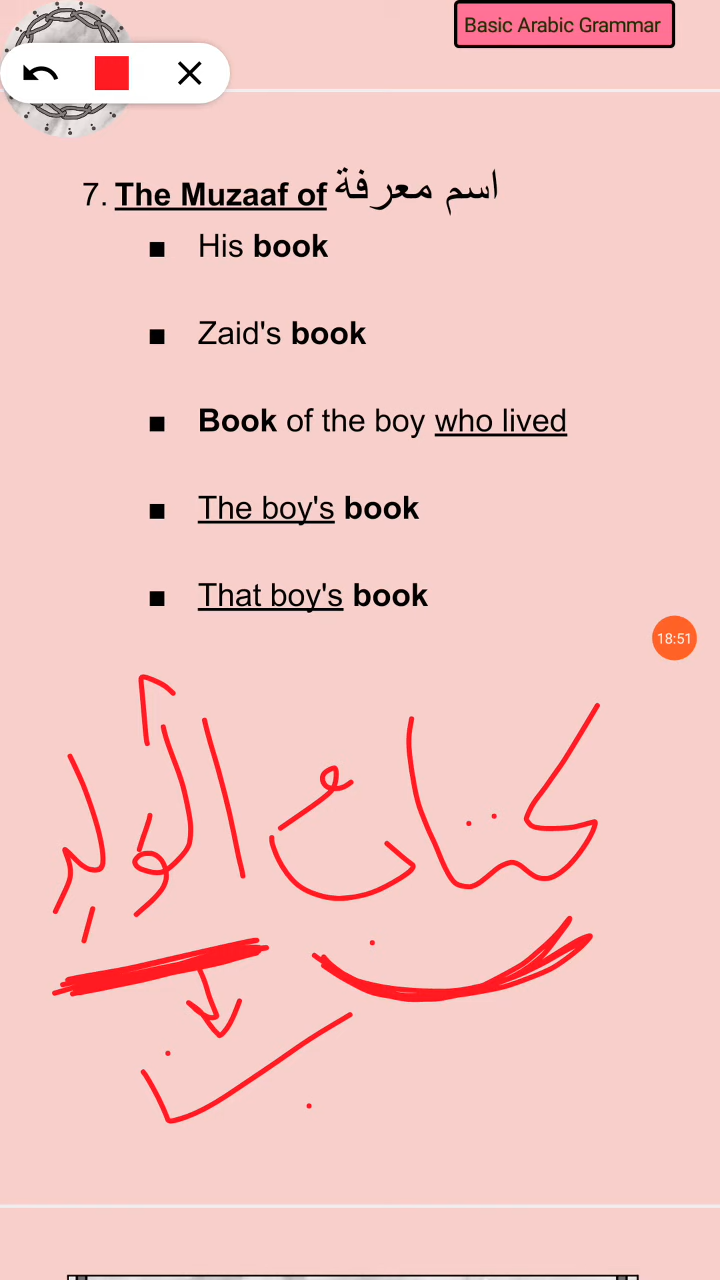 Basic Arabic Grammar
7. The Muzaaf of اسم معرفة
■ His book
■ Zaid's book
■ Book of the boy who lived
■ The boy's book
■ That boy's book
18:51
كتابُ الوَلَدِ